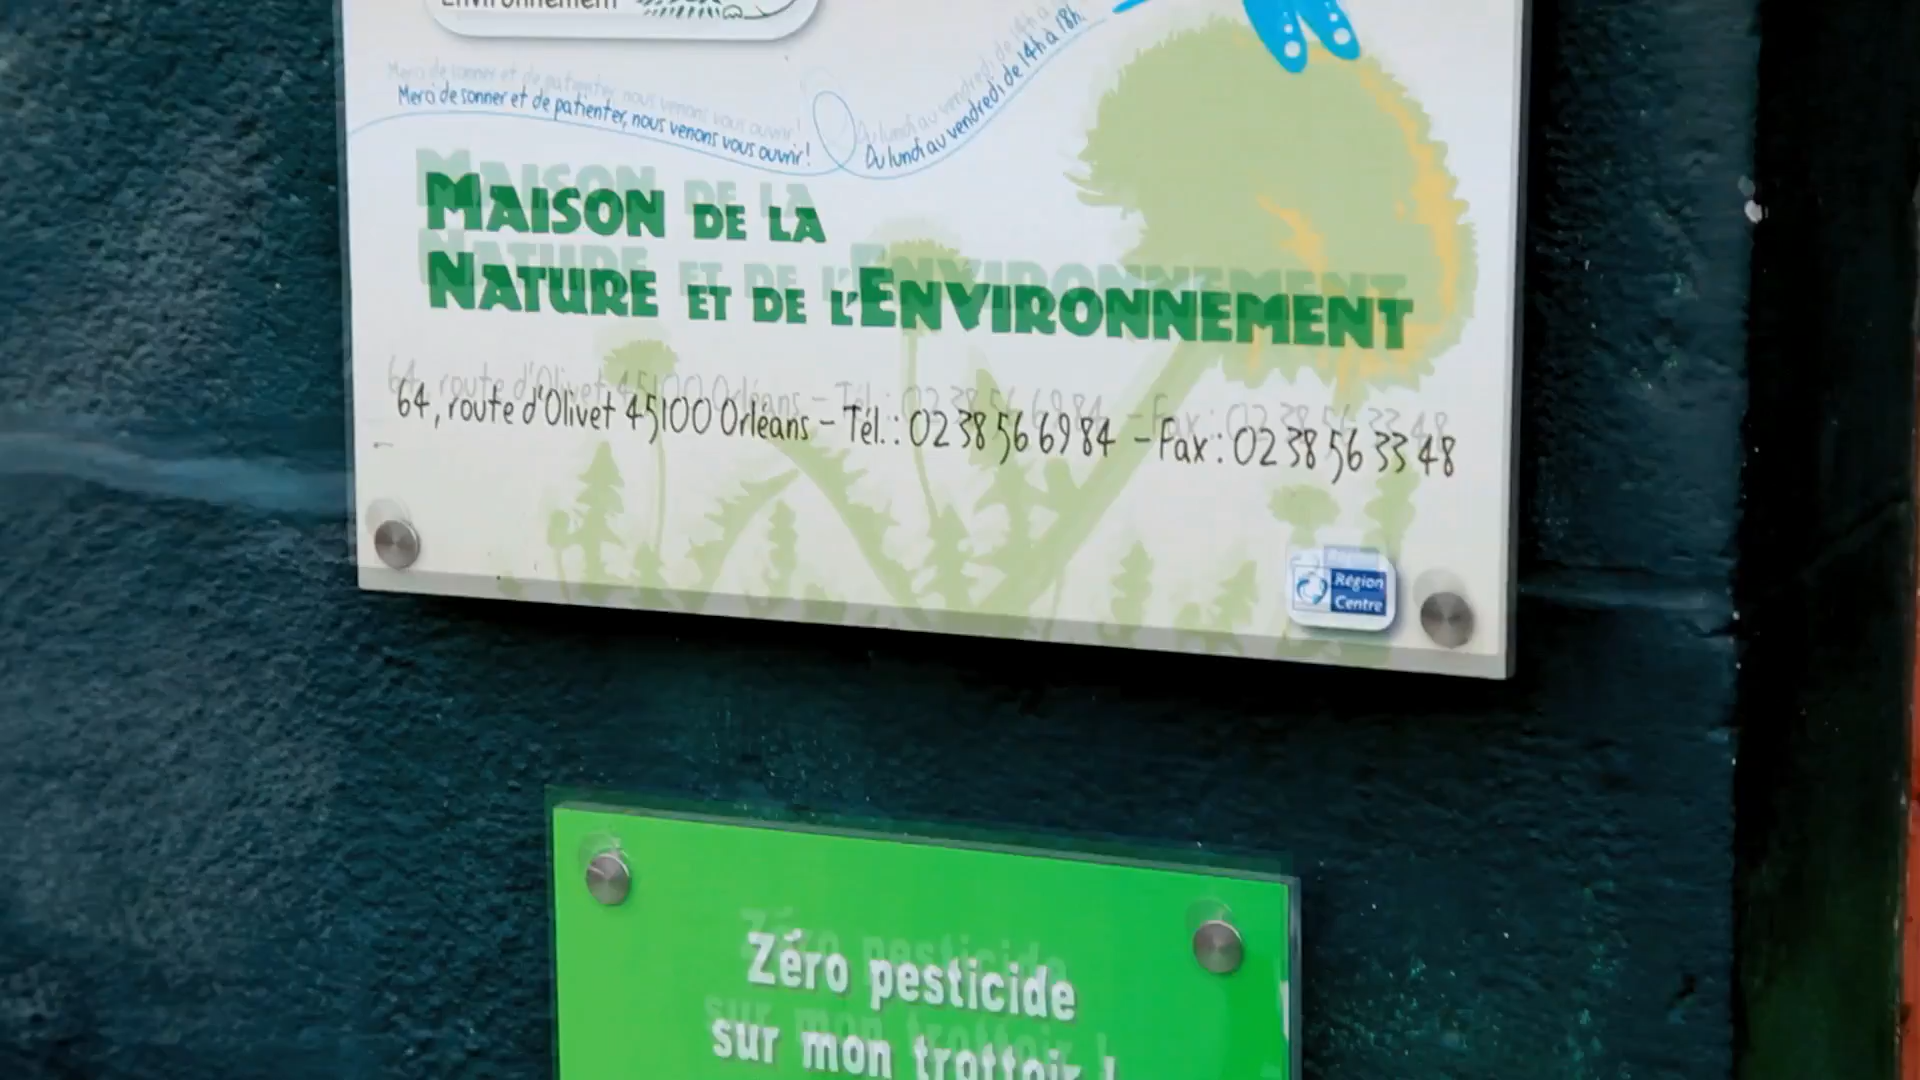 Environnement
Merci de sonner et de patienter, nous venons vous ouvrir !
Du lundi au vendredi de 14h à 18h.
MAISON DE LA
NATURE ET DE L'ENVIRONNEMENT
64, route d'Olivet 45100 Orléans - Tél. : 02 38 56 69 84 - Fax : 02 38 56 33 48
Région
Centre
Zéro pesticide
sur mon trottoir !